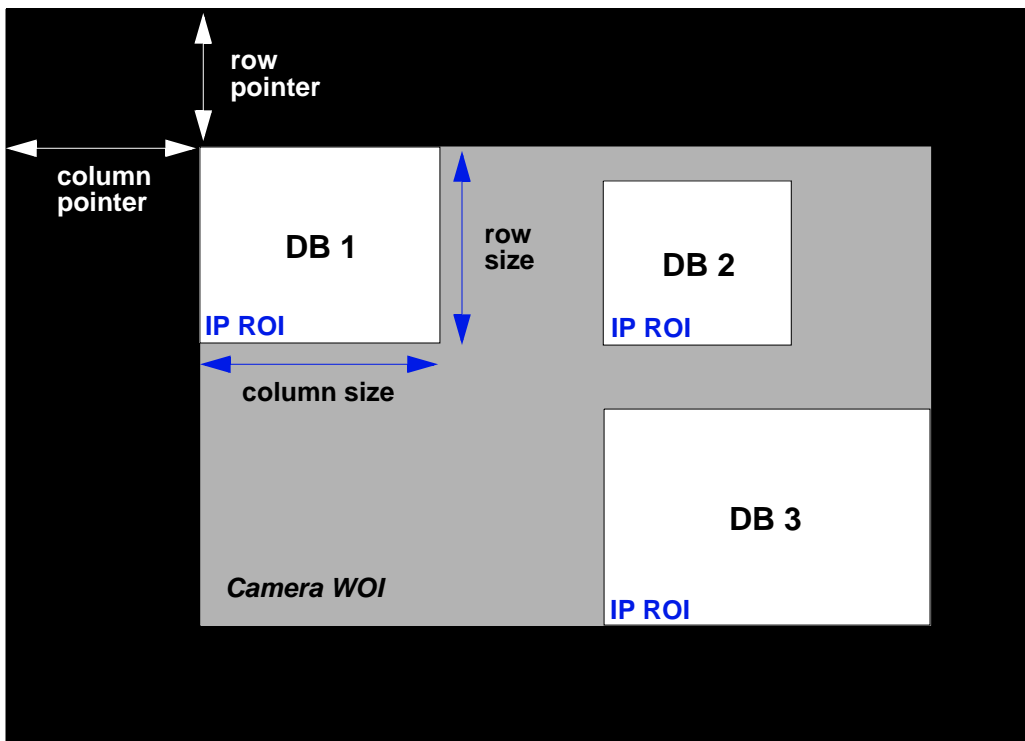 row
pointer
column
pointer
DB 1
row
size
DB 2
IP ROI
IP ROI
column size
DB 3
Camera WOI
IP ROI